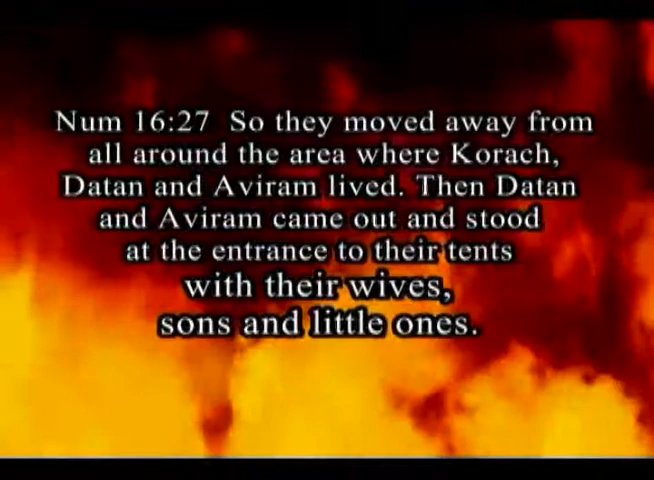 Num 16:27 So they moved away from
all around the area where Korach,
Datan and Aviram lived. Then Datan
and Aviram came out and stood
at the entrance to their tents
with their wives,
sons and little ones.